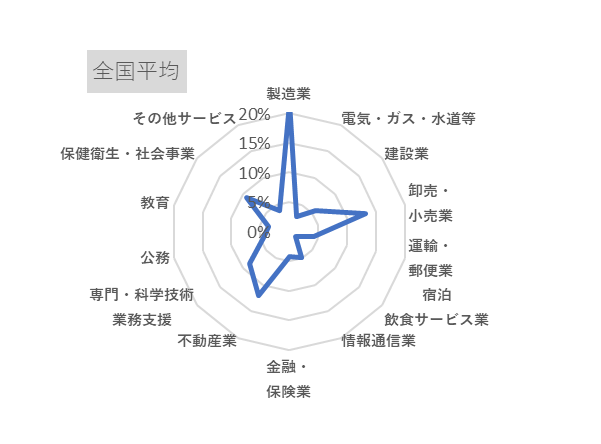 全国平均
製造業
電気・ガス・水道等
建設業
卸売・
小売業
運輸・
郵便業
宿泊
飲食サービス業
情報通信業
金融・
保険業
不動産業
専門・科学技術
業務支援
公務
教育
保健衛生・社会事業
その他サービス
20%
15%
10%
5%
0%